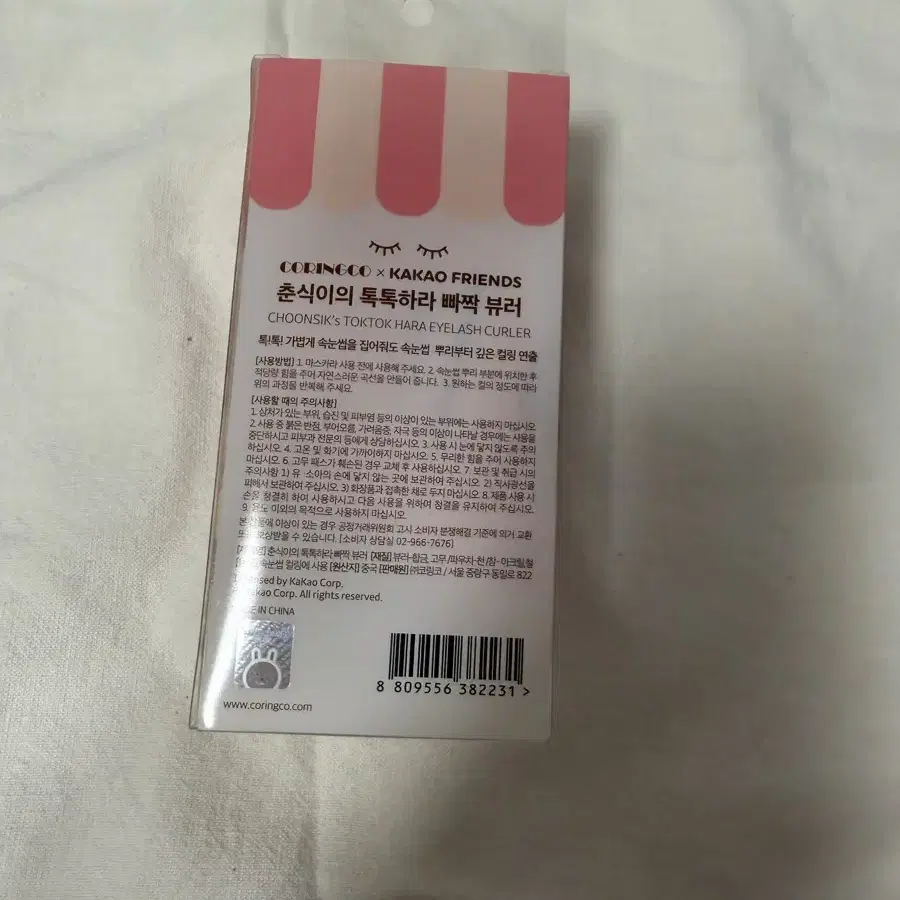 CORINGCO × KAKAO FRIENDS
춘식이의 톡톡하라 빠짝 뷰러
CHOONSIK's TOKTOK HARA EYELASH CURLER
톡!톡! 가볍게 속눈썹을 집어줘도 속눈썹 뿌리부터 깊은 컬링 연출
[사용방법] 1. 마스카라 사용 전에 사용해 주세요. 2. 속눈썹 뿌리 부분에 위치한 후
적당량 힘을 주어 자연스러운 곡선을 만들어 줍니다. 3. 원하는 컬의 정도에 따라
위의 과정을 반복해 주세요.
[사용할 때의 주의사항]
1. 상처가 있는 부위, 습진 및 피부염 등의 이상이 있는 부위에는 사용하지 마십시오
2. 사용 중 붉은 반점, 부어오름, 가려움증, 자극 등의 이상이 나타날 경우에는 사용을
중단하시고 피부과 전문의 등에게 상담하십시오. 3. 사용 시 눈에 닿지 않도록 주의
하십시오. 4. 고온 및 화기에 가까이하지 마십시오. 5. 무리한 힘을 주어 사용하지
마십시오. 6. 고무 패스가 훼손된 경우 교체 후 사용하십시오. 7. 보관 및 취급 시의
주의사항 1) 유·소아의 손에 닿지 않는 곳에 보관하여 주십시오. 2) 직사광선을
피해서 보관하여 주십시오. 3) 화장품과 접촉한 채로 두지 마십시오. 8. 제품 사용 시
손을 청결히 하여 사용하시고 다음 사용을 위하여 청결을 유지하여 주십시오.
9. 용도 이외의 목적으로 사용하지 마십시오.
본 상품에 이상이 있는 경우 공정거래위원회 고시 소비자 분쟁해결 기준에 의거 교환
또는 보상받을 수 있습니다. [소비자 상담실 02-966-7676]
춘식이의 톡톡하라 빠짝 뷰러 [재질] 뷰러-합금, 고무/파우치-천/참-아크릴,철
속눈썹 컬링에 사용 [원산지] 중국 [판매원] ㈜코링코 / 서울 중랑구 동일로 822
by KaKao Corp.
Kakao Corp. All rights reserved.
IN CHINA
8 809556 382231 >
www.coringco.com